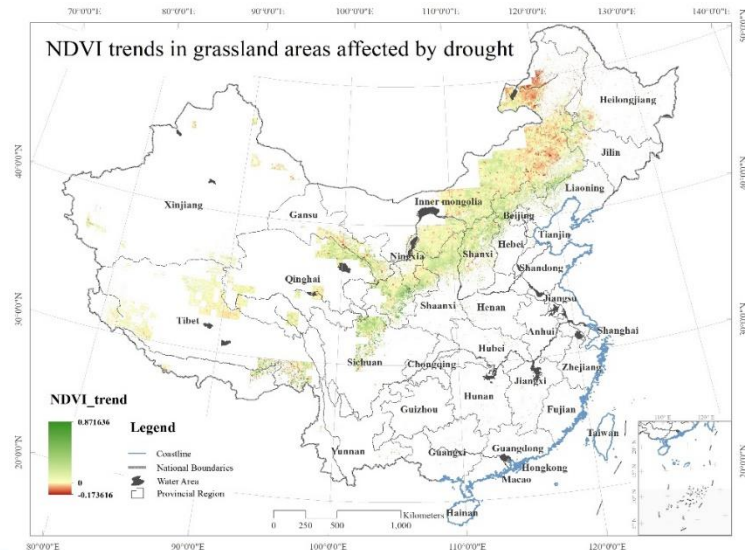 70°0'0"E 80°0'0"E 90°0'0"E 100°0'0"E 110°0'0"E 120°0'0"E 130°0'0"E 140°0'0"E
NDVI trends in grassland areas affected by drought
Heilongjiang
Jilin
40°0'0"N
Liaoning
Xinjiang
Inner mongolia
Beijing
Gansu
Tianjin
Hebei
Ningxia
Shanxi
Shandong
Qinghai
30°0'0"N
Shaanxi
Henan
Jiangsu
Tibet
Anhui
Shanghai
Hubei
Sichuan
Chongqing
Zhejiang
Jiangxi
Hunan
NDVI_trend
0.871636
Legend
Guizhou
Fujian
Taiwan
20°0'0"N
Coastline
Yunnan
Guangxi
Guangdong
0
National Boundaries
Hongkong
-0.173616
Water Area
Macao
Provincial Region
Kilometers
Hainan
0 250 500 1,000
80°0'0"E 90°0'0"E 100°0'0"E 110°0'0"E 120°0'0"E